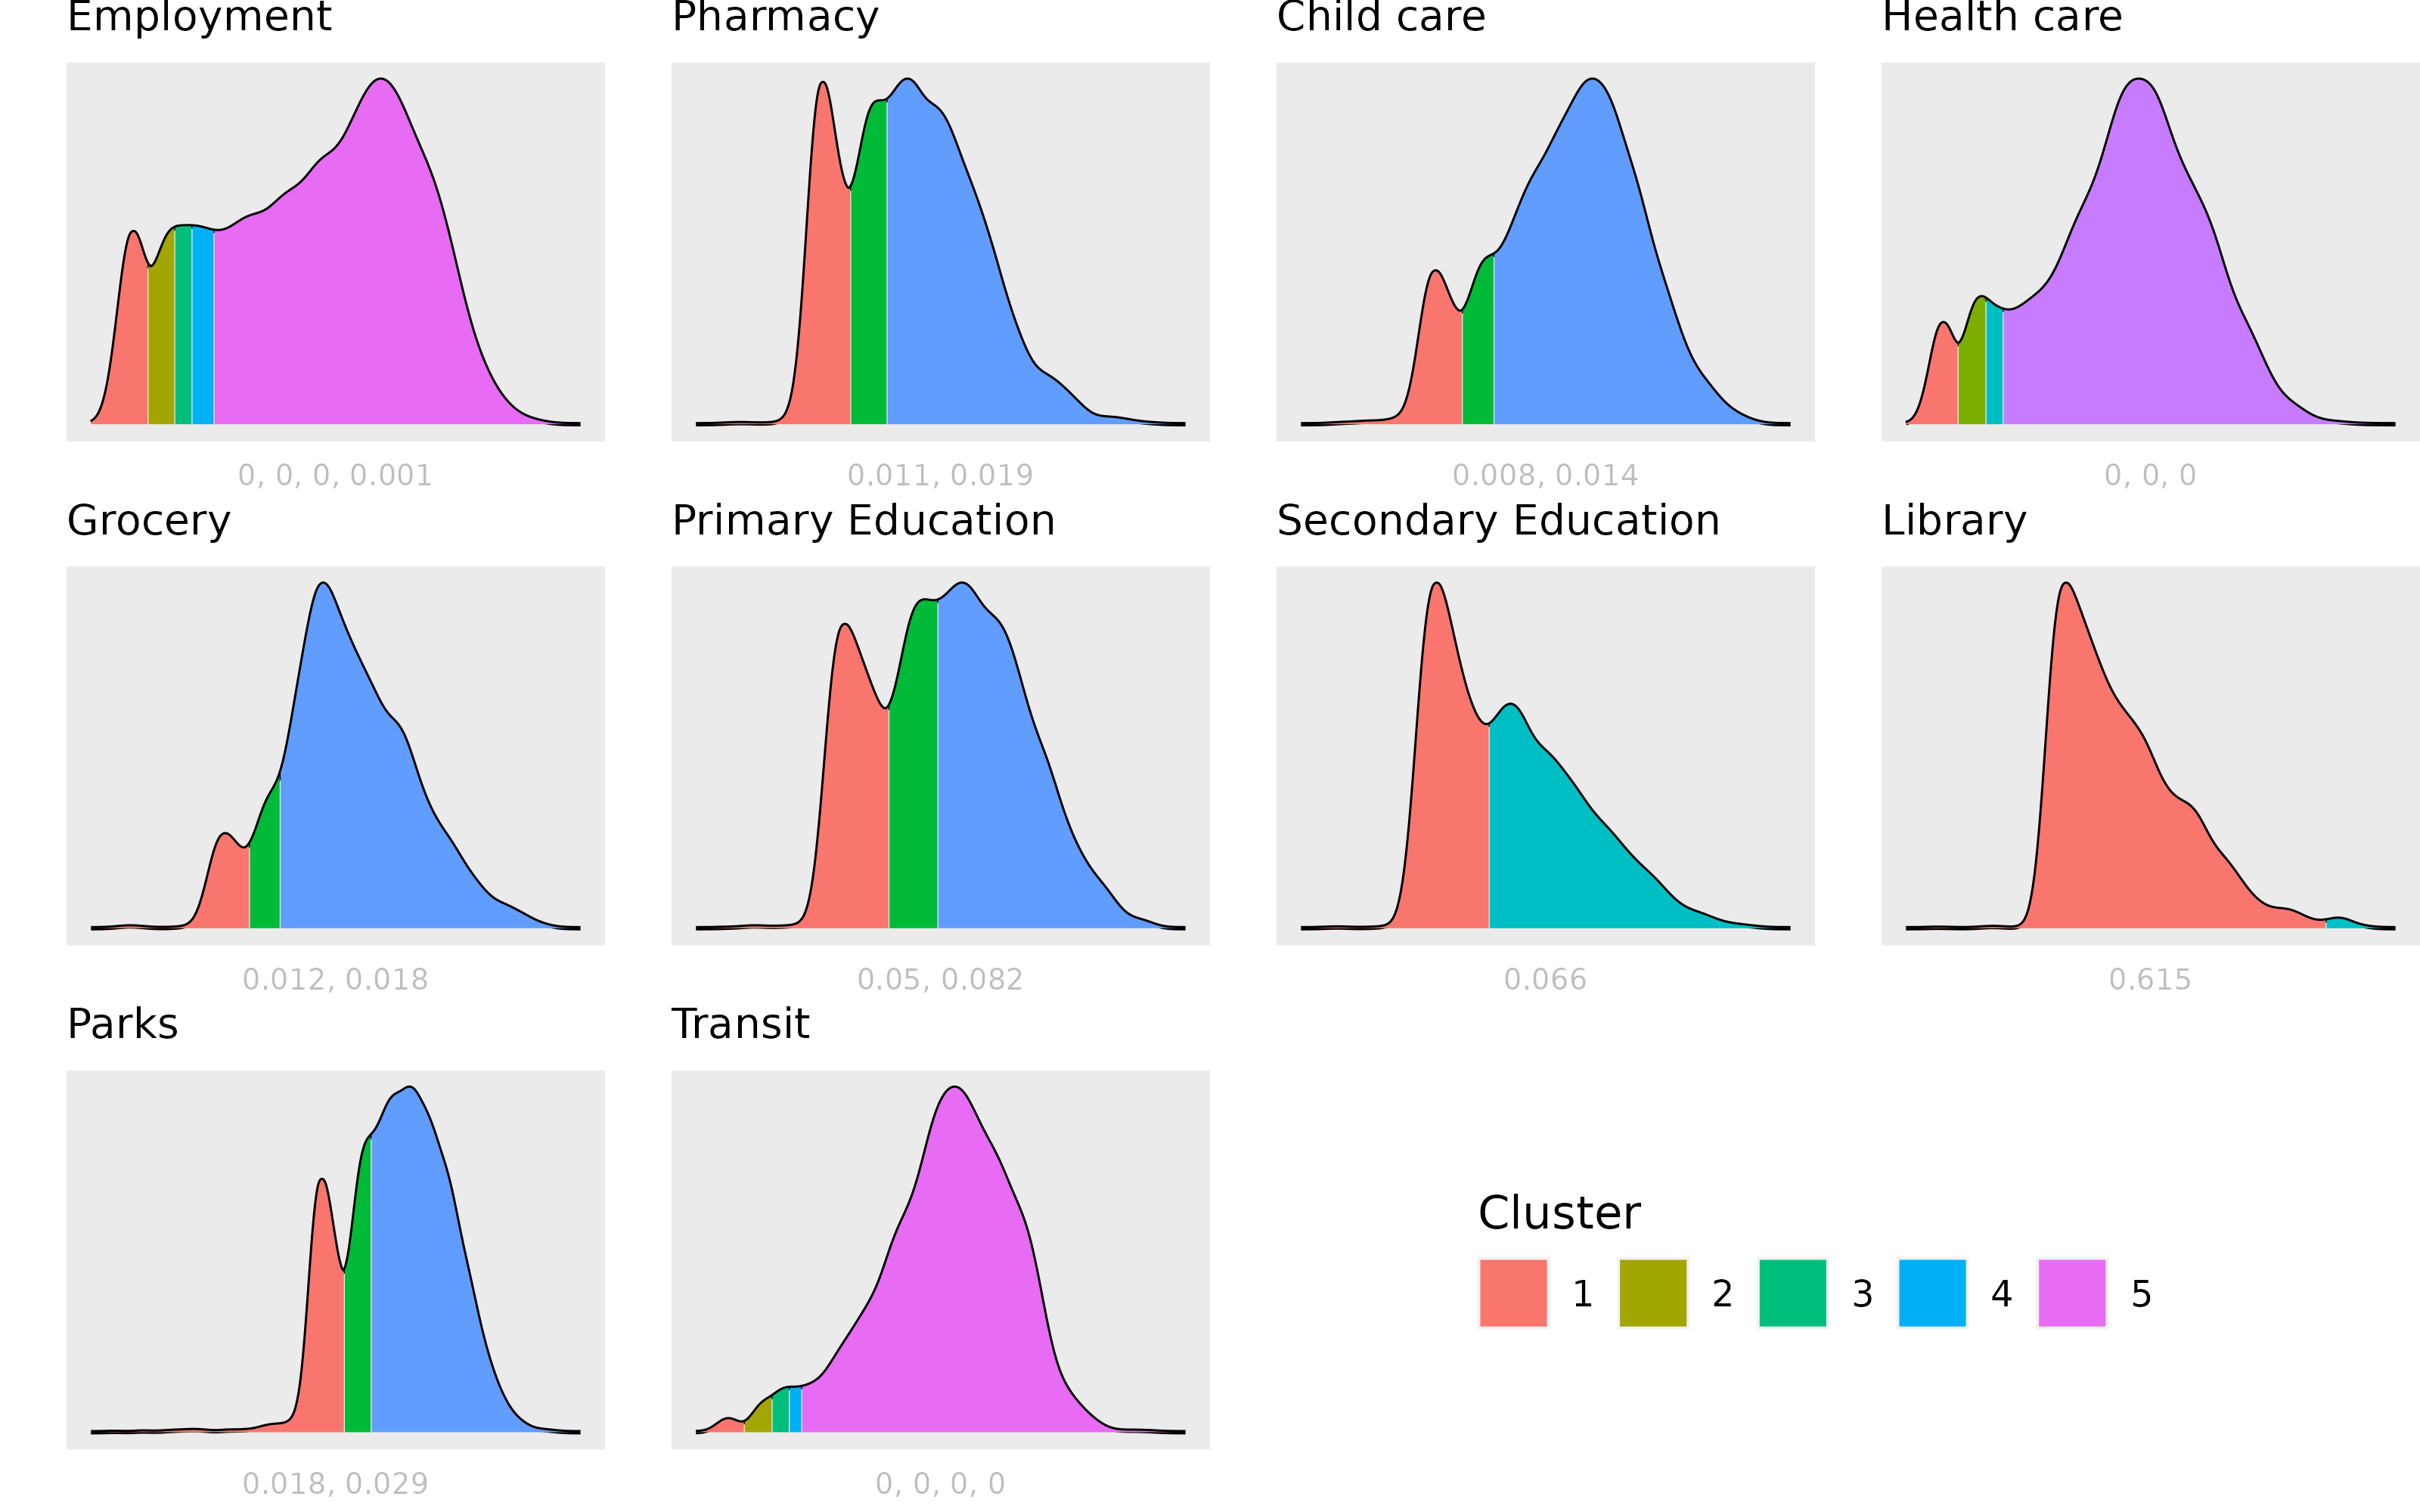 Employment
Pharmacy
Child care
Health care
0, 0, 0, 0.001
0.011, 0.019
0.008, 0.014
0, 0, 0
Grocery
Primary Education
Secondary Education
Library
0.012, 0.018
0.05, 0.082
0.066
0.615
Parks
Transit
Cluster
1 2 3 4 5
0.018, 0.029
0, 0, 0, 0